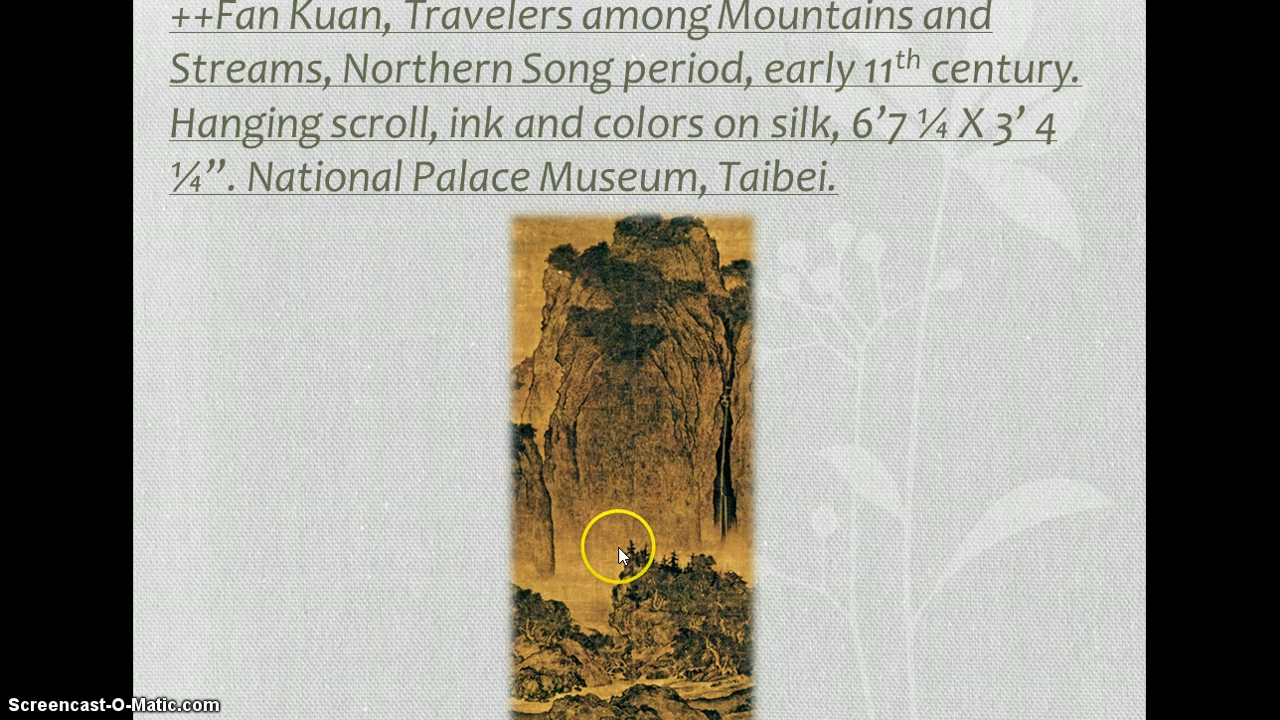 ++Fan Kuan, Travelers among Mountains and
Streams, Northern Song period, early 11th century.
Hanging scroll, ink and colors on silk, 6’7 ¼ X 3’ 4
¼”. National Palace Museum, Taibei.
Screencast-O-Matic.com